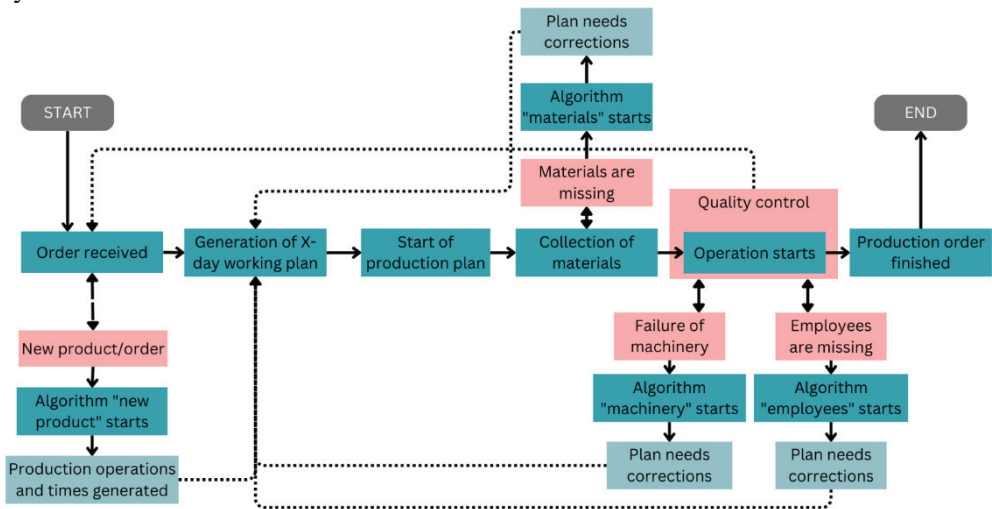 Plan needs
corrections
START
Algorithm
"materials" starts
END
Materials are
missing
Quality control
Order received
Generation of X-
day working plan
Start of
production plan
Collection of
materials
Operation starts
Production order
finished
New product/order
Failure of
machinery
Employees
are missing
Algorithm "new
product" starts
Algorithm
"machinery" starts
Algorithm
"employees" starts
Production operations
and times generated
Plan needs
corrections
Plan needs
corrections